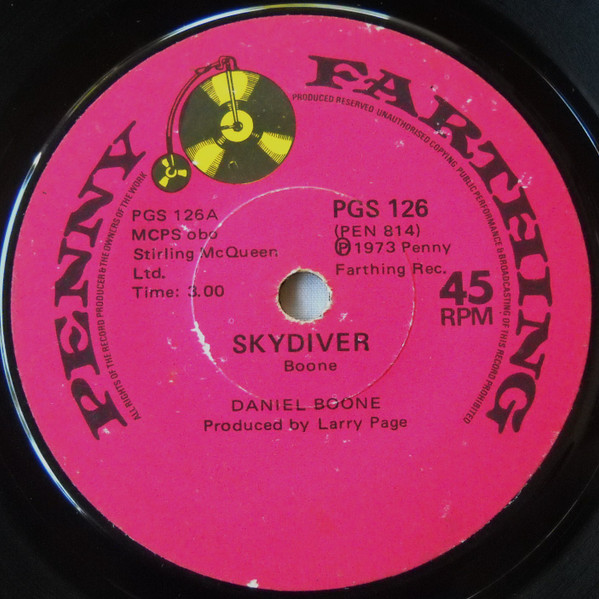 PENNY FARTHING
ALL RIGHTS OF THE RECORD PRODUCER & THE OWNERS OF THE WORK
PRODUCED RESERVED UNAUTHORISED COPYING PUBLIC PERFORMANCE & BROADCASTING OF THIS RECORD PROHIBITED
PGS 126A
MCPS obo
Stirling McQueen
Ltd.
Time: 3.00
PGS 126
(PEN 814)
Ⓟ 1973 Penny
Farthing Rec.
45
RPM
SKYDIVER
Boone
DANIEL BOONE
Produced by Larry Page